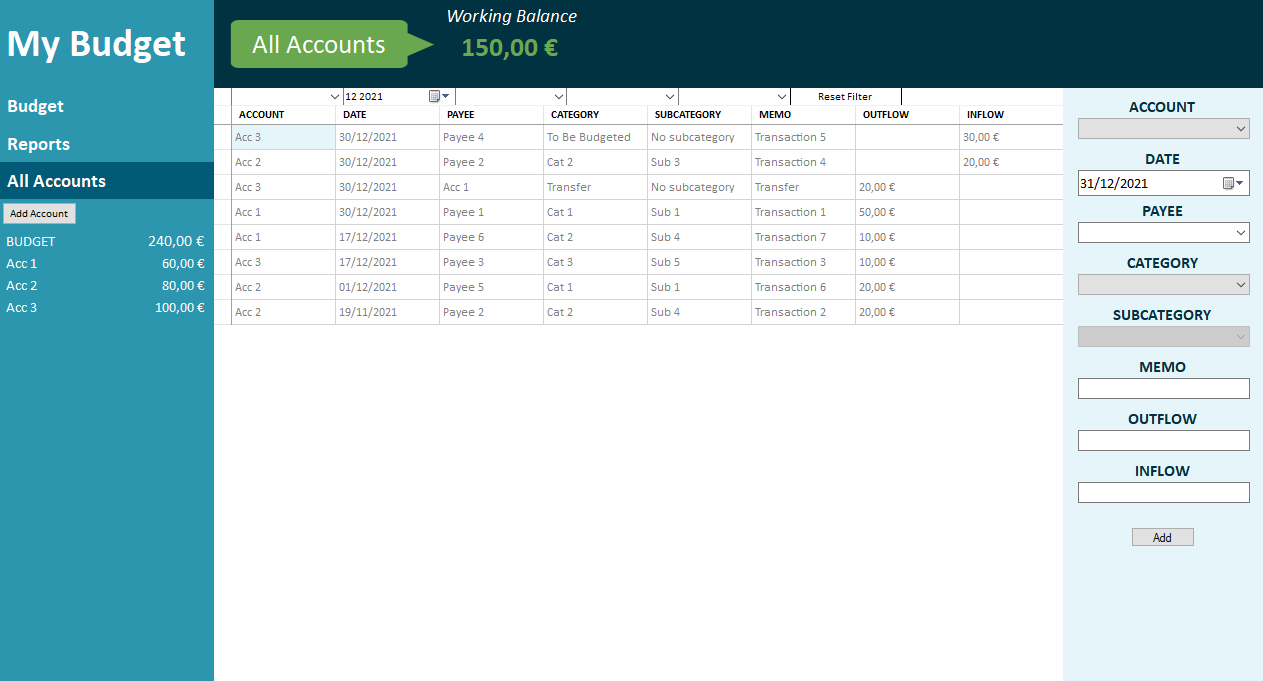 My Budget
Budget
Reports
All Accounts
Add Account
BUDGET 240,00 €
Acc 1 60,00 €
Acc 2 80,00 €
Acc 3 100,00 €
All Accounts
Working Balance
150,00 €
12 2021 Reset Filter
ACCOUNT DATE PAYEE CATEGORY SUBCATEGORY MEMO OUTFLOW INFLOW
Acc 3 30/12/2021 Payee 4 To Be Budgeted No subcategory Transaction 5 30,00 €
Acc 2 30/12/2021 Payee 2 Cat 2 Sub 3 Transaction 4 20,00 €
Acc 3 30/12/2021 Acc 1 Transfer No subcategory Transfer 20,00 €
Acc 1 30/12/2021 Payee 1 Cat 1 Sub 1 Transaction 1 50,00 €
Acc 1 17/12/2021 Payee 6 Cat 2 Sub 4 Transaction 7 10,00 €
Acc 3 17/12/2021 Payee 3 Cat 3 Sub 5 Transaction 3 10,00 €
Acc 2 01/12/2021 Payee 5 Cat 1 Sub 1 Transaction 6 20,00 €
Acc 2 19/11/2021 Payee 2 Cat 2 Sub 4 Transaction 2 20,00 €
ACCOUNT
DATE
31/12/2021
PAYEE
CATEGORY
SUBCATEGORY
MEMO
OUTFLOW
INFLOW
Add